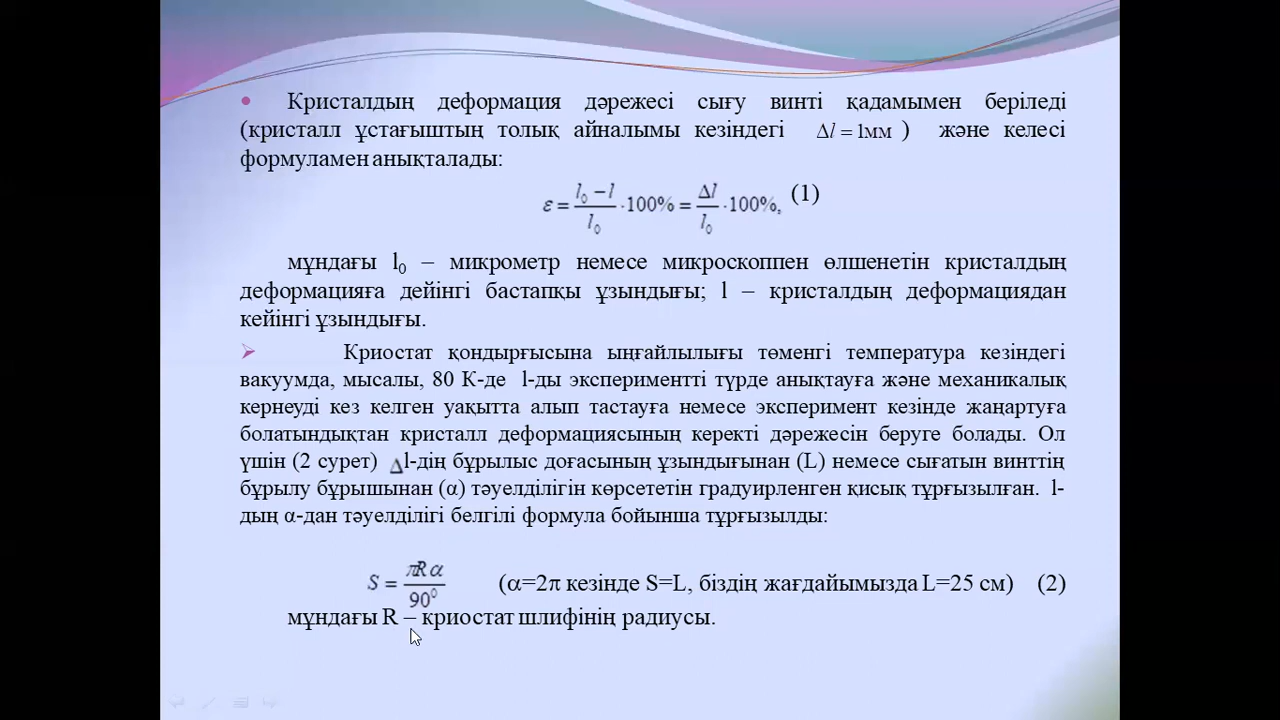 • Кристалдың деформация дәрежесі сығу винті қадамымен беріледі
(кристалл ұстағыштың толық айналымы кезіндегі Δl = 1мм ) және келесі
формуламен анықталады:
ε = (l₀ − l)/l₀ ·100% = Δl/l₀ ·100%, (1)
мұндағы l₀ – микрометр немесе микроскоппен өлшенетін кристалдың
деформацияға дейінгі бастапқы ұзындығы; l – кристалдың деформациядан
кейінгі ұзындығы.
➢ Криостат қондырғысына ыңғайлылығы төменгі температура кезіндегі
вакуумда, мысалы, 80 К-де l-ды экспериментті түрде анықтауға және механикалық
кернеуді кез келген уақытта алып тастауға немесе эксперимент кезінде жаңартуға
болатындықтан кристалл деформациясының керекті дәрежесін беруге болады. Ол
үшін (2 сурет) Δl-дің бұрылыс доғасының ұзындығынан (L) немесе сығатын винттің
бұрылу бұрышынан (α) тәуелділігін көрсететін градуирленген қисық тұрғызылған. l-
дың α-дан тәуелділігі белгілі формула бойынша тұрғызылды:
S = πRα/90⁰ (α=2π кезінде S=L, біздің жағдайымызда L=25 см) (2)
мұндағы R – криостат шлифінің радиусы.